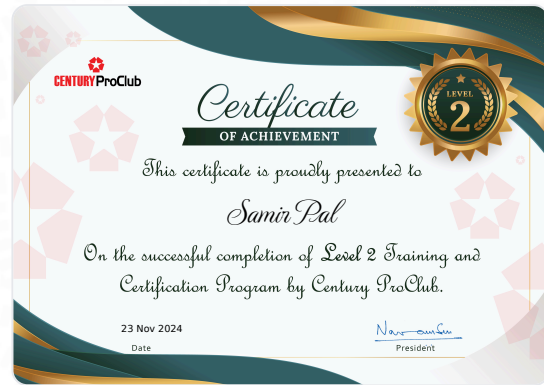 CENTURY ProClub
Certificate
OF ACHIEVEMENT
LEVEL
2
This certificate is proudly presented to
Samir Pal
On the successful completion of Level 2 Training and
Certification Program by Century ProClub.
23 Nov 2024
Date
President